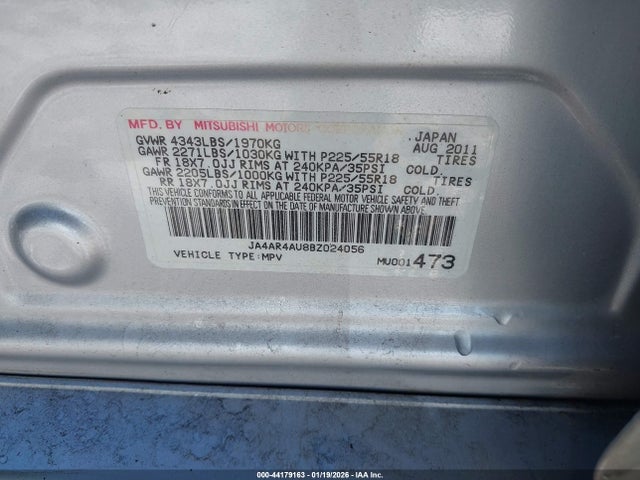 MFD. BY MITSUBISHI MOTORS CORPORATION JAPAN
GVWR 4343LBS/1970KG AUG 2011
GAWR 2271LBS/1030KG WITH P225/55R18 TIRES
FR 18X7.0JJ RIMS AT 240KPA/35PSI COLD.
GAWR 2205LBS/1000KG WITH P225/55R18 TIRES
RR 18X7.0JJ RIMS AT 240KPA/35PSI COLD.
THIS VEHICLE CONFORMS TO ALL APPLICABLE FEDERAL MOTOR VEHICLE SAFETY AND THEFT
PREVENTION STANDARDS IN EFFECT ON THE DATE OF MANUFACTURE SHOWN ABOVE.
JA4AR4AU8BZ024056
VEHICLE TYPE:MPV MU001473
000-44179163 - 01/19/2026 - IAA Inc.